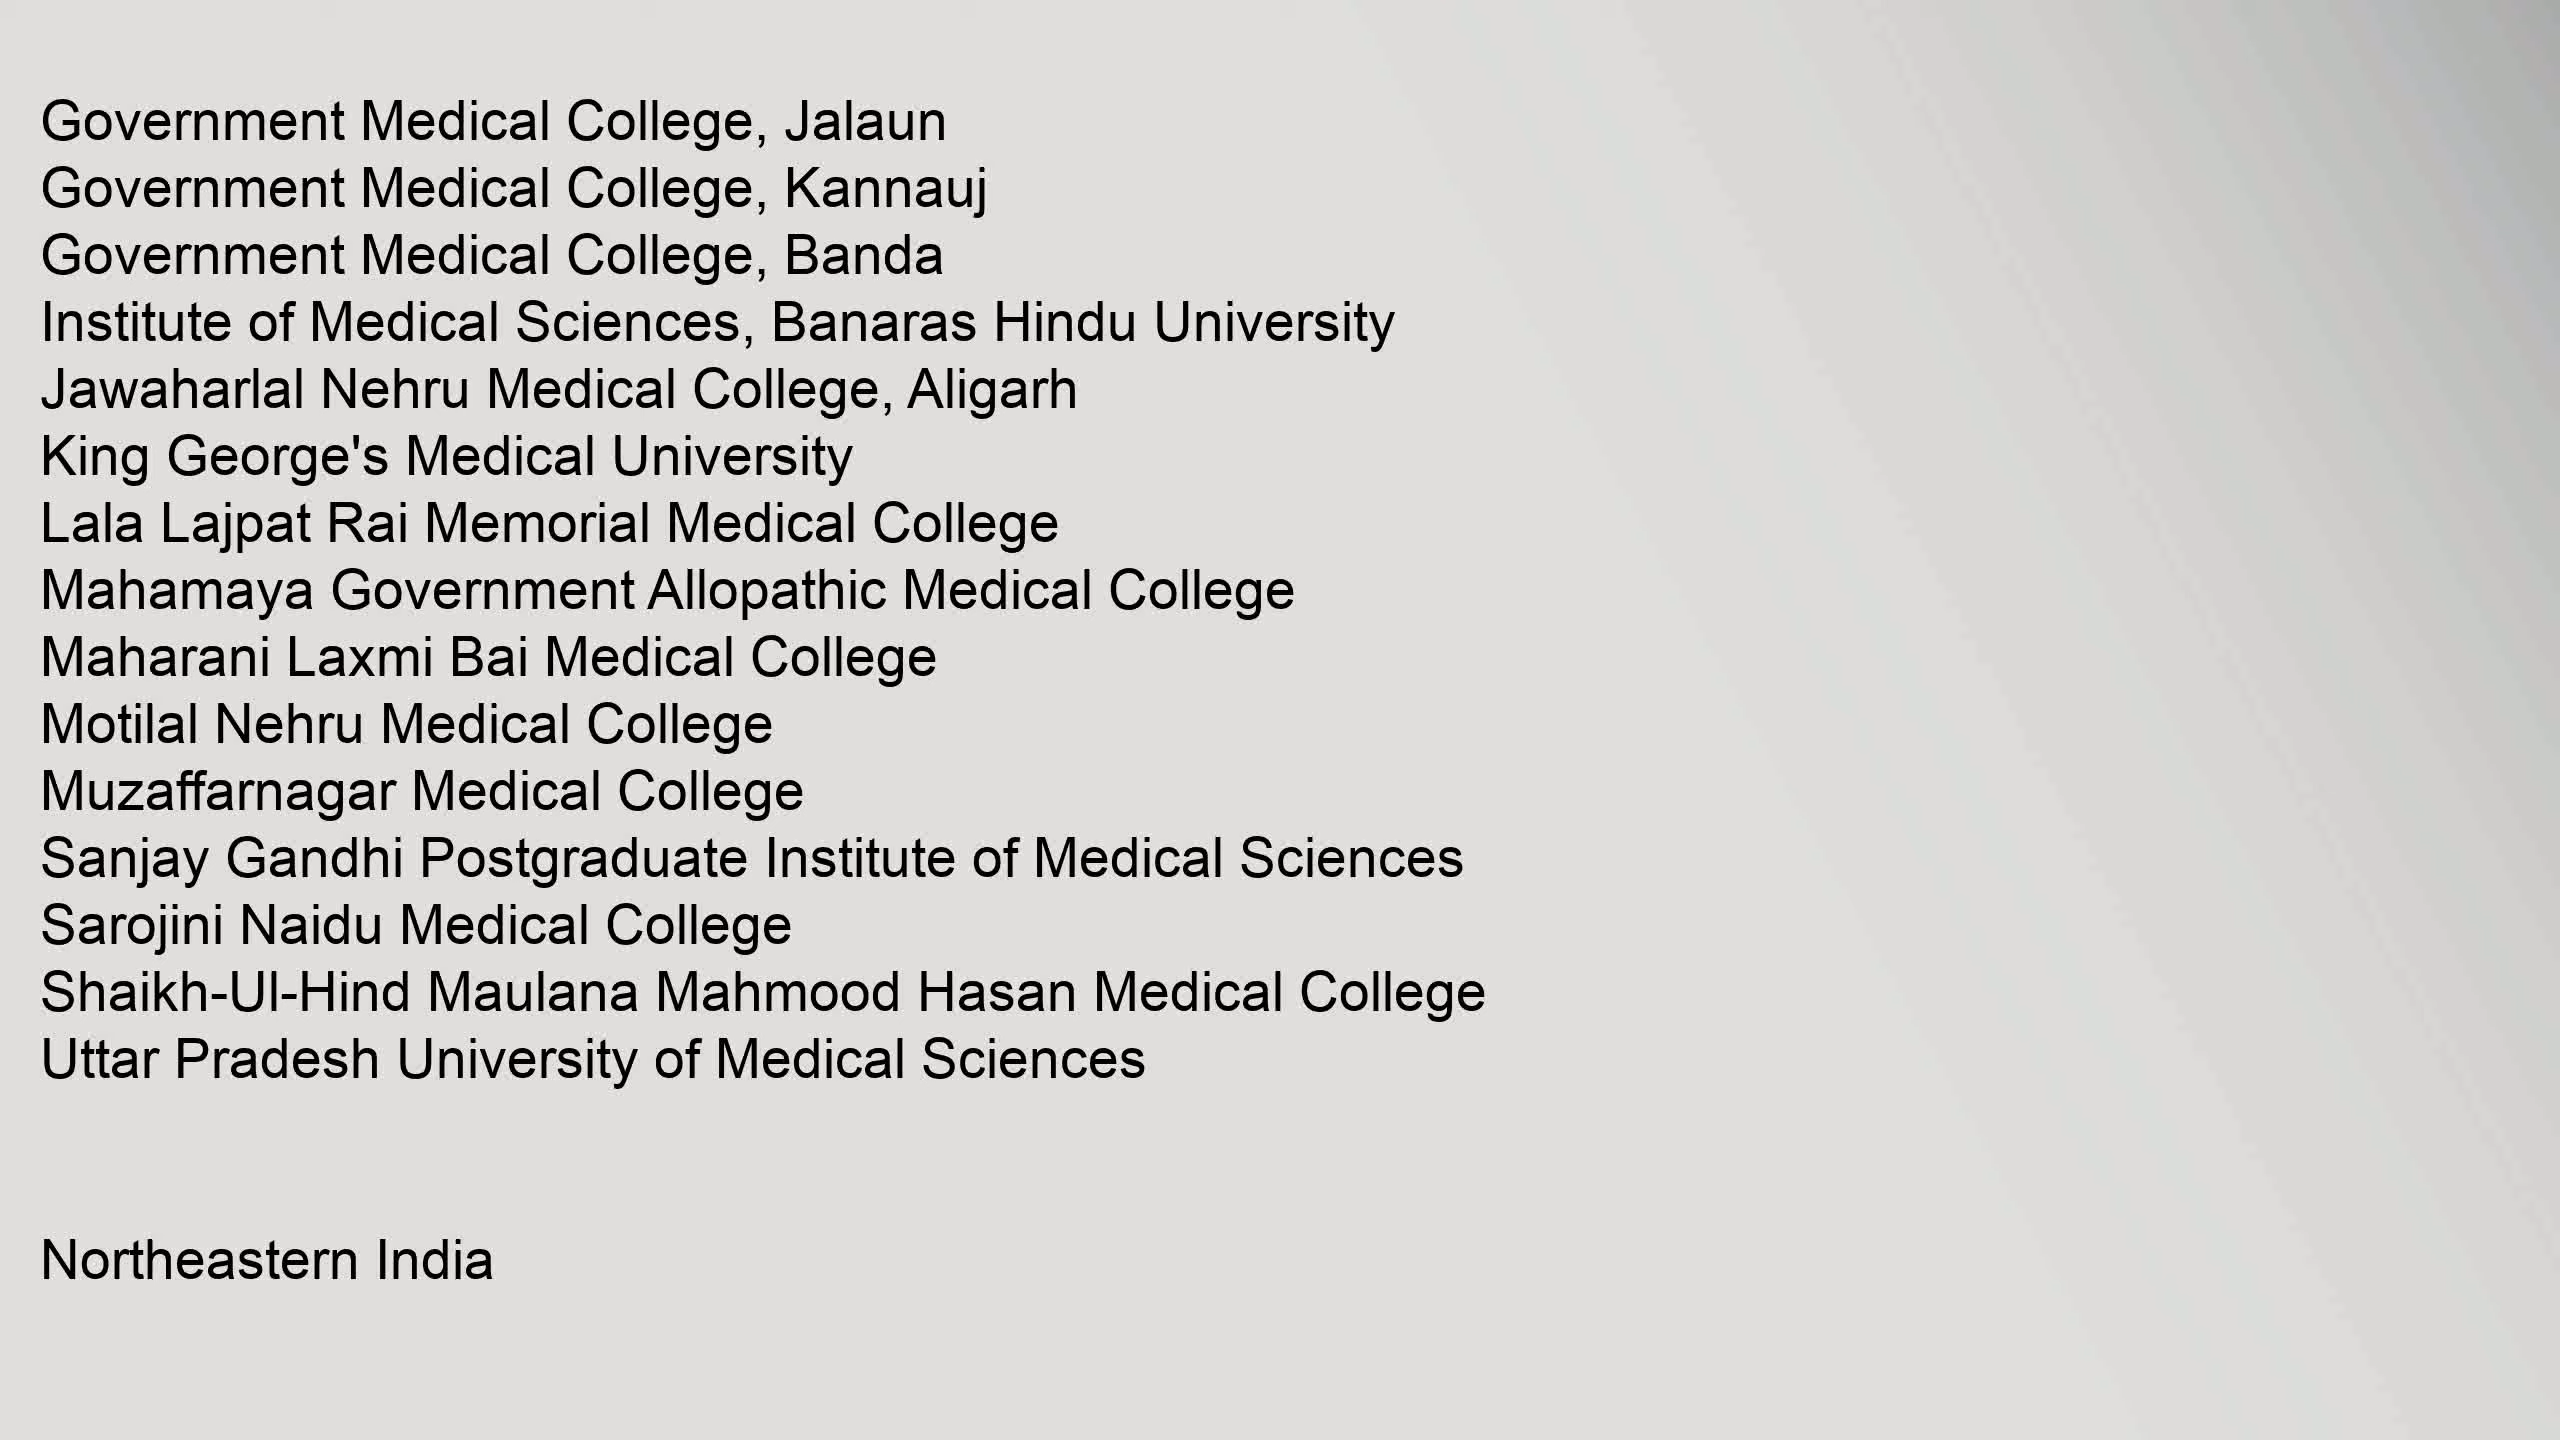 Government Medical College, Jalaun
Government Medical College, Kannauj
Government Medical College, Banda
Institute of Medical Sciences, Banaras Hindu University
Jawaharlal Nehru Medical College, Aligarh
King George's Medical University
Lala Lajpat Rai Memorial Medical College
Mahamaya Government Allopathic Medical College
Maharani Laxmi Bai Medical College
Motilal Nehru Medical College
Muzaffarnagar Medical College
Sanjay Gandhi Postgraduate Institute of Medical Sciences
Sarojini Naidu Medical College
Shaikh-Ul-Hind Maulana Mahmood Hasan Medical College
Uttar Pradesh University of Medical Sciences
Northeastern India